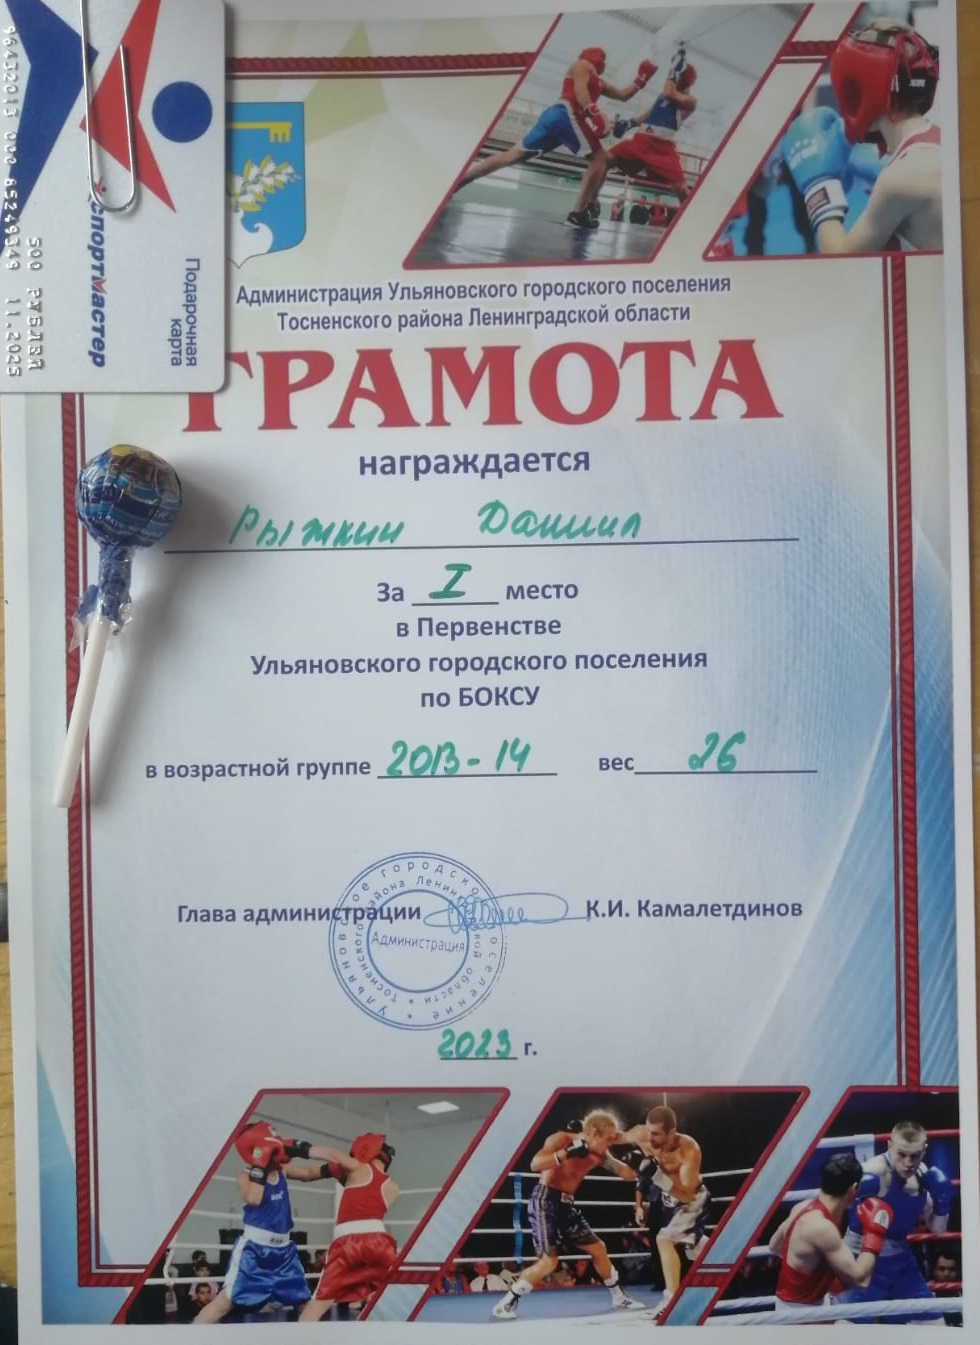 спортмастер
Подарочная
карта
500 РУБЛЕЙ
11.2025
Администрация Ульяновского городского поселения
Тосненского района Ленинградской области
ГРАМОТА
награждается
Рыжкин Даниил
За I место
в Первенстве
Ульяновского городского поселения
по БОКСУ
в возрастной группе 2013-14 вес 26
Глава администрации К.И. Камалетдинов
Администрация
2023 г.